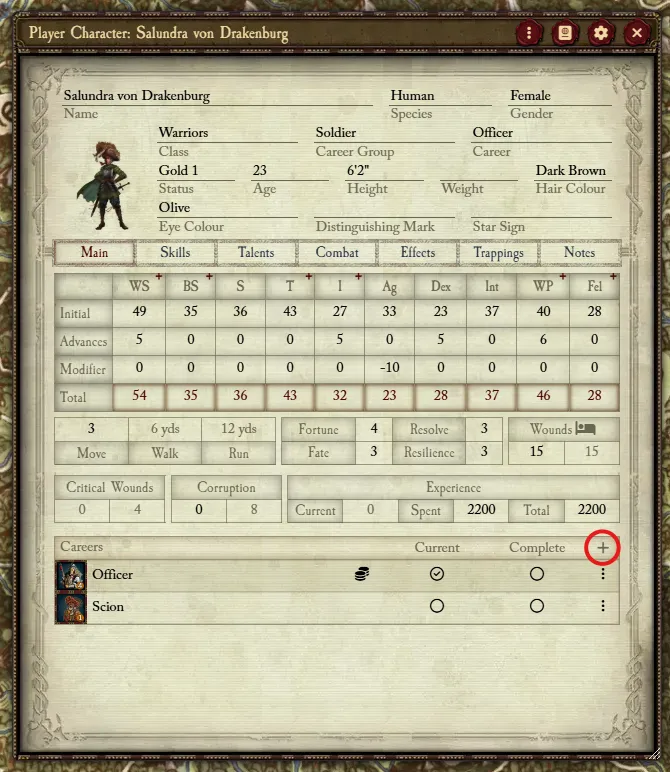 Player Character: Salundra von Drakenburg
Salundra von Drakenburg Human Female
Name Species Gender
Warriors Soldier Officer
Class Career Group Career
Gold 1 23 6'2" Dark Brown
Status Age Height Weight Hair Colour
Olive
Eye Colour Distinguishing Mark Star Sign
Main Skills Talents Combat Effects Trappings Notes
WS + BS + S T + I + Ag Dex Int WP + Fel +
Initial 49 35 36 43 27 33 23 37 40 28
Advances 5 0 0 0 5 0 5 0 6 0
Modifier 0 0 0 0 0 -10 0 0 0 0
Total 54 35 36 43 32 23 28 37 46 28
3 6 yds 12 yds Fortune 4 Resolve 3 Wounds
Move Walk Run Fate 3 Resilience 3 15 15
Critical Wounds Corruption Experience
0 4 0 8 Current 0 Spent 2200 Total 2200
Careers Current Complete +
Officer
Scion